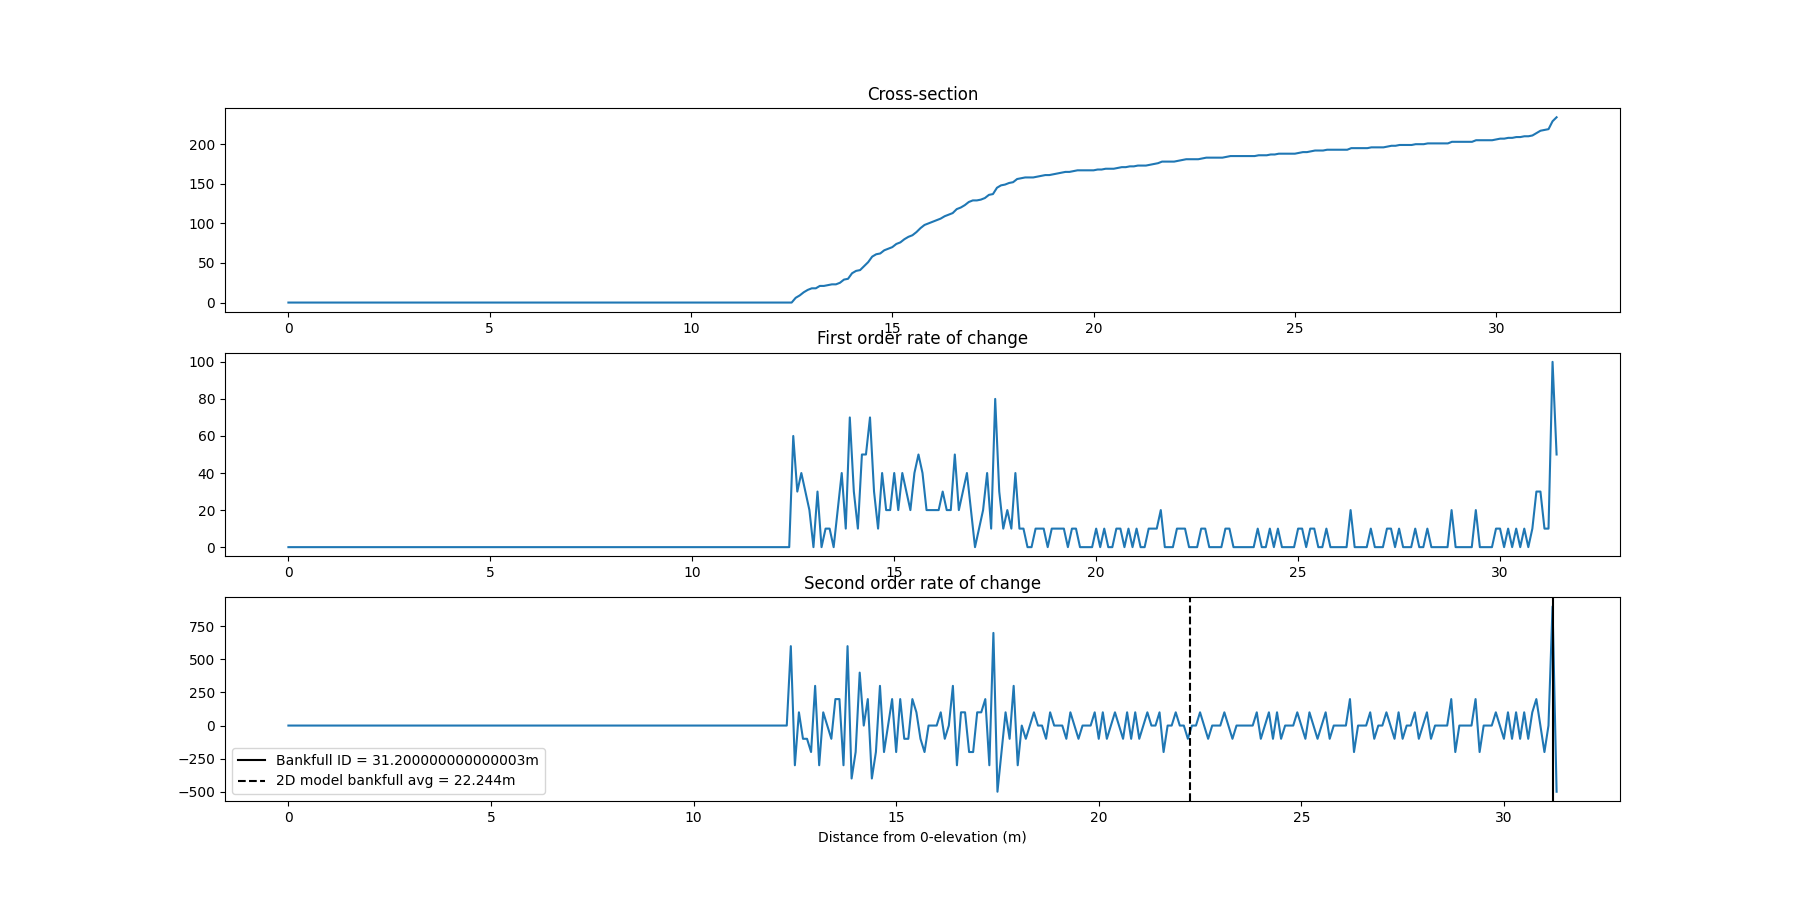 Cross-section
200
150
100
50
0
0 5 10 15 20 25 30
First order rate of change
100
80
60
40
20
0
0 5 10 15 20 25 30
Second order rate of change
750
500
250
0
−250
−500
Bankfull ID = 31.200000000000003m
2D model bankfull avg = 22.244m
0 5 10 15 20 25 30
Distance from 0-elevation (m)